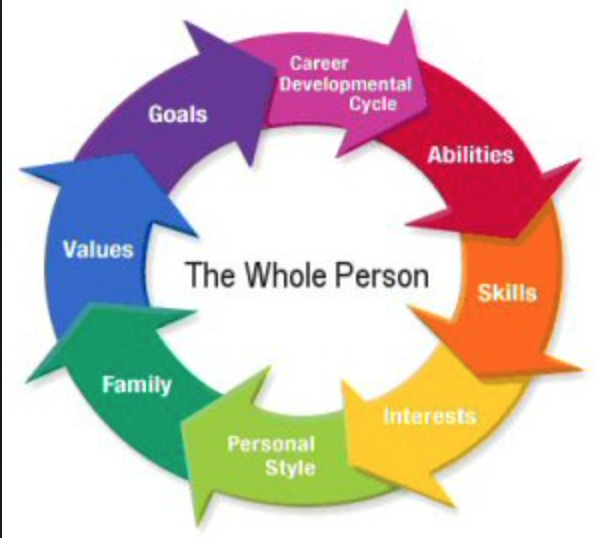 Career
Developmental
Cycle
Abilities
Skills
Interests
Personal
Style
Family
Values
Goals
The Whole Person